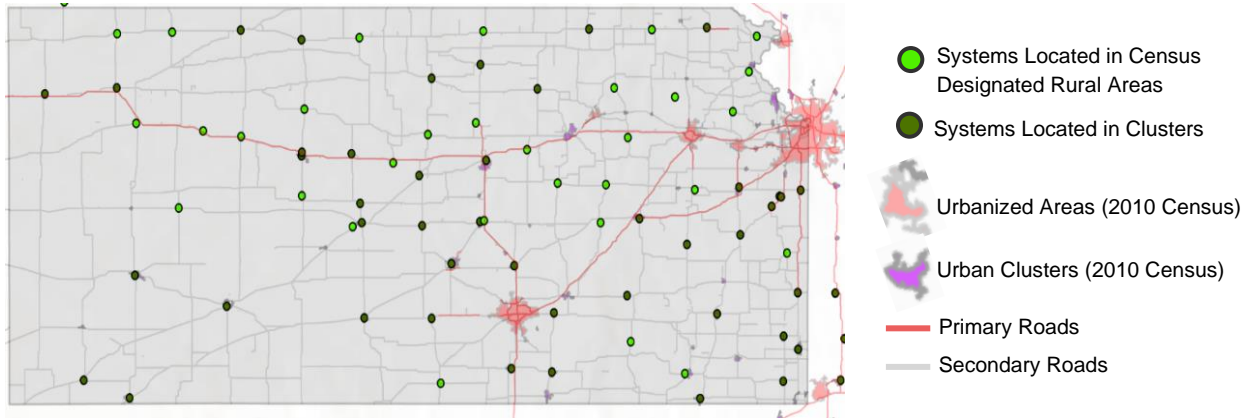 Systems Located in Census
Designated Rural Areas
Systems Located in Clusters
Urbanized Areas (2010 Census)
Urban Clusters (2010 Census)
Primary Roads
Secondary Roads